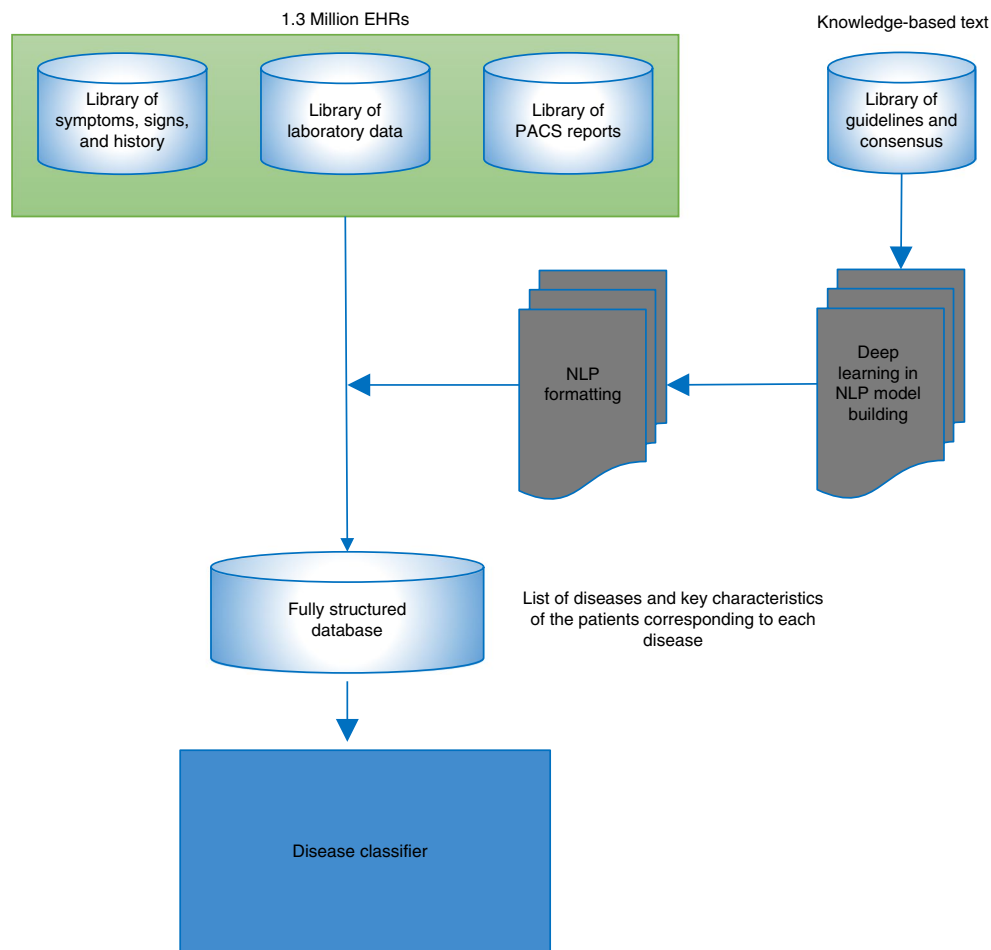 1.3 Million EHRs
Knowledge-based text
Library of
symptoms, signs,
and history
Library of
laboratory data
Library of
PACS reports
Library of
guidelines and
consensus
NLP
formatting
Deep
learning in
NLP model
building
Fully structured
database
List of diseases and key characteristics
of the patients corresponding to each
disease
Disease classifier